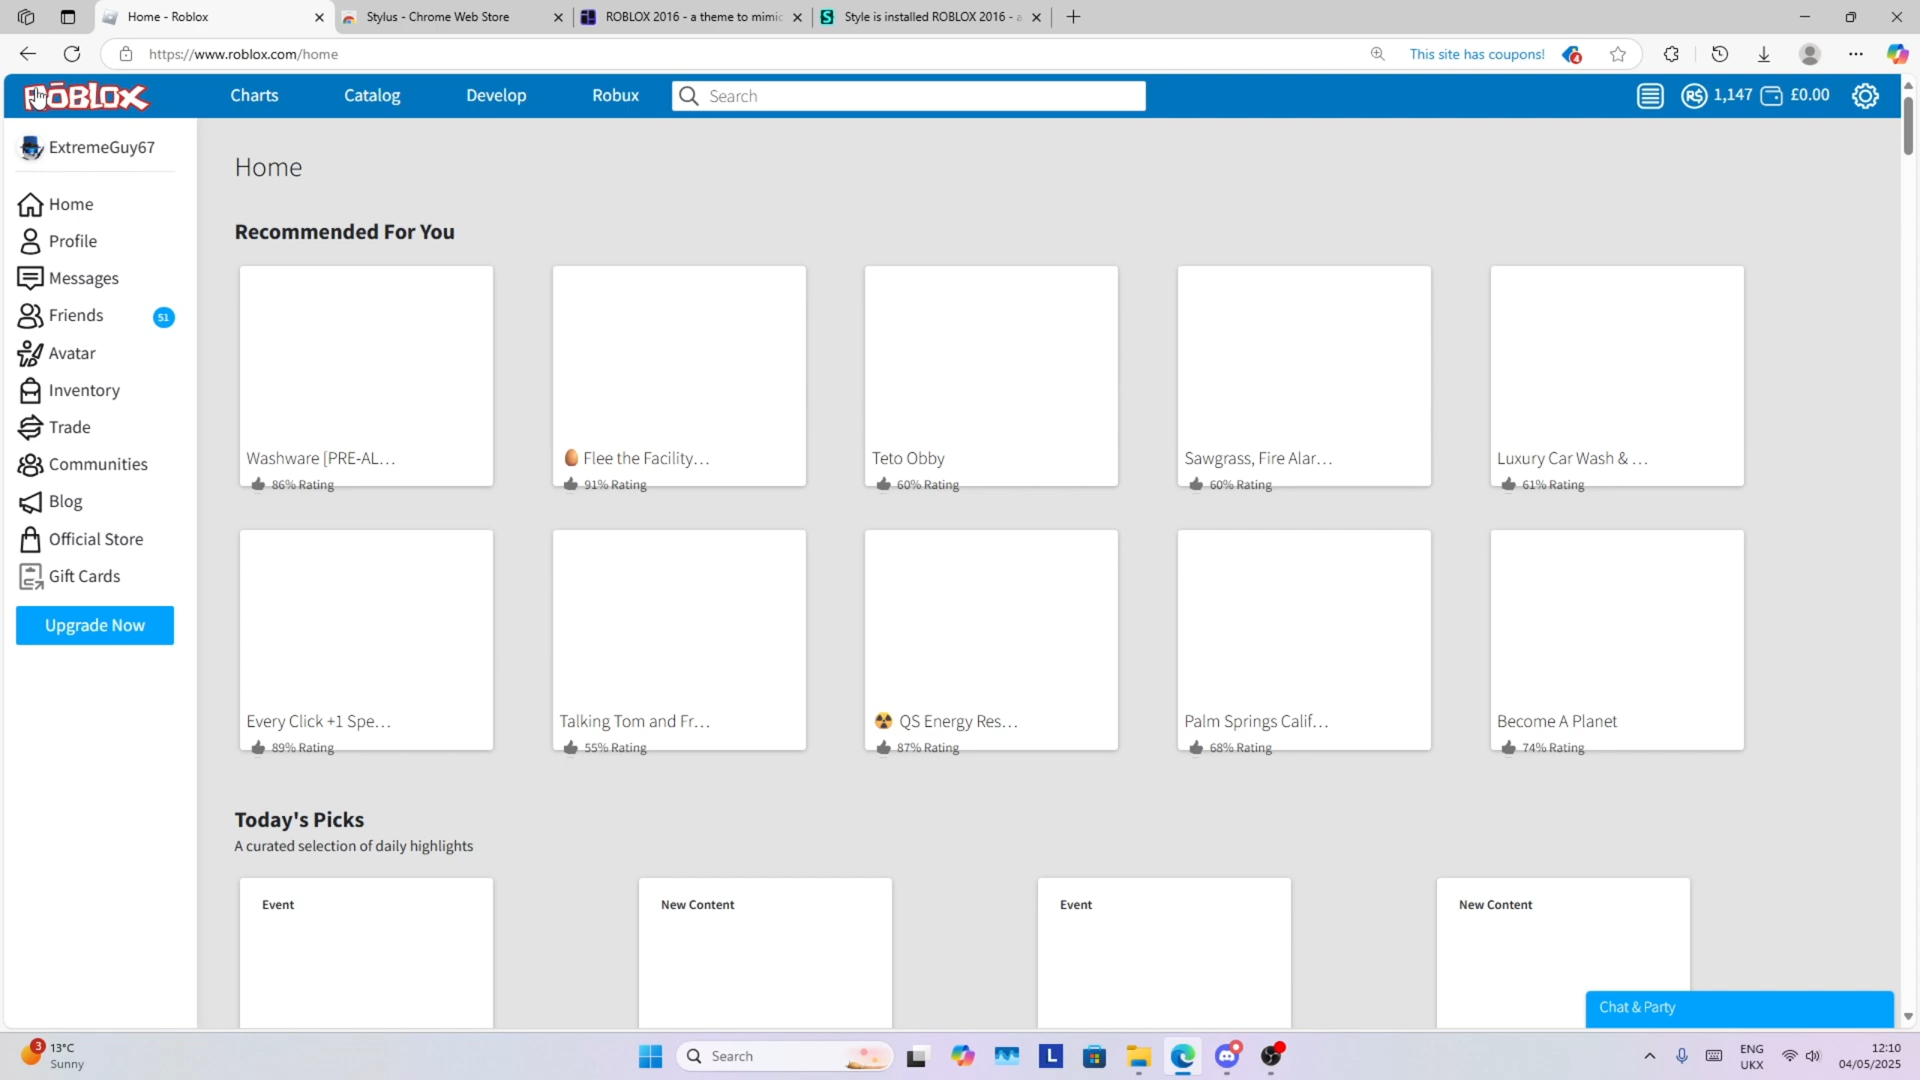 Home - Roblox
Stylus - Chrome Web Store
ROBLOX 2016 - a theme to mimic
Style is installed ROBLOX 2016 - a
https://www.roblox.com/home
This site has coupons!
4
ROBLOX
Charts
Catalog
Develop
Robux
Search
R$
1,147
£0.00
ExtremeGuy67
Home
Profile
Messages
Friends
51
Avatar
Inventory
Trade
Communities
Blog
Official Store
Gift Cards
Upgrade Now
Home
Recommended For You
Washware [PRE-AL...
86% Rating
Flee the Facility...
91% Rating
Teto Obby
60% Rating
Sawgrass, Fire Alar...
60% Rating
Luxury Car Wash & ...
61% Rating
Every Click +1 Spe...
89% Rating
Talking Tom and Fr...
55% Rating
QS Energy Res...
87% Rating
Palm Springs Calif...
68% Rating
Become A Planet
74% Rating
Today's Picks
A curated selection of daily highlights
Event
New Content
Event
New Content
Chat & Party
3
13°C
Sunny
Search
L
ENG
UKX
12:10
04/05/2025